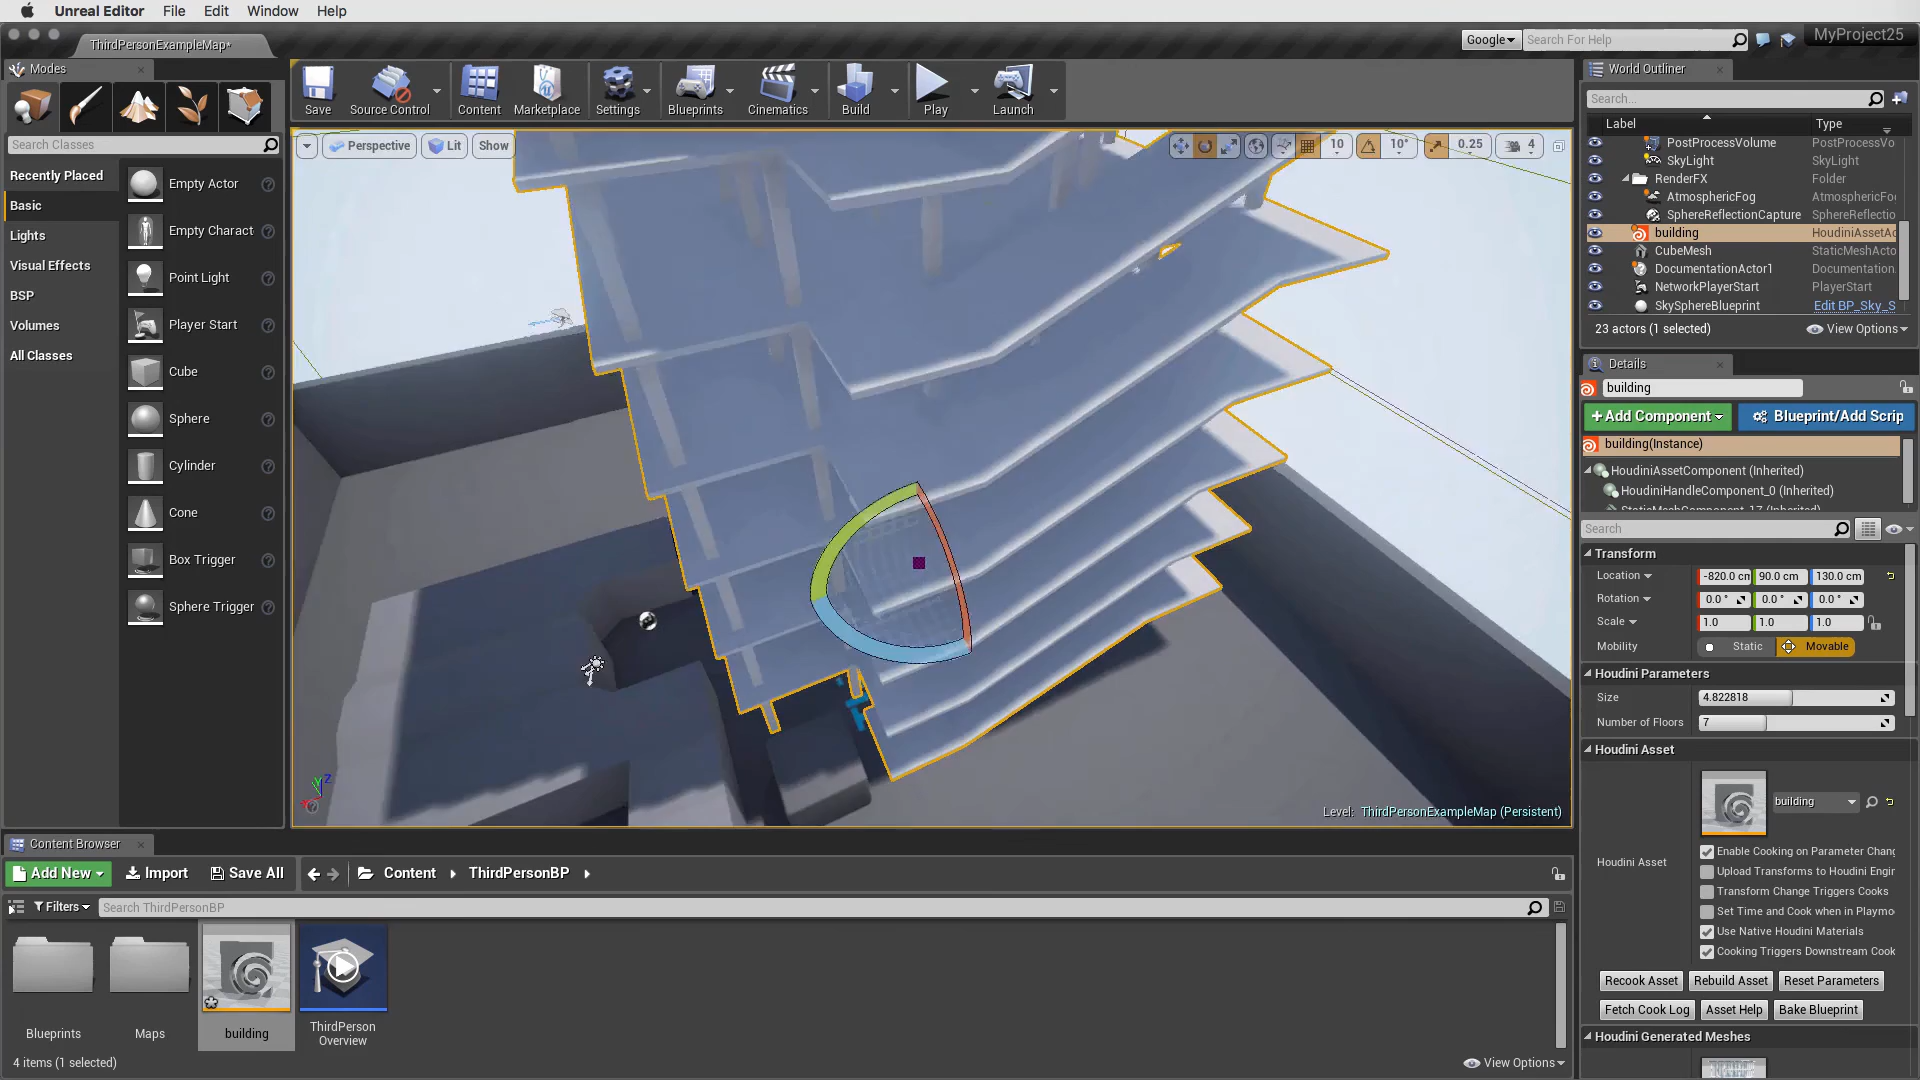 Unreal Editor File Edit Window Help
ThirdPersonExampleMap*
Google
Search For Help
MyProject25
Modes
World Outliner
Save
Source Control
Content
Marketplace
Settings
Blueprints
Cinematics
Build
Play
Launch
Search...
Label
Type
Search Classes
Perspective
Lit
Show
10
10°
0.25
4
PostProcessVolume PostProcessVo
SkyLight SkyLight
RenderFX Folder
AtmosphericFog AtmosphericFo
SphereReflectionCapture SphereReflectio
building HoudiniAssetAc
CubeMesh StaticMeshActo
DocumentationActor1 Documentation
NetworkPlayerStart PlayerStart
SkySphereBlueprint Edit BP_Sky_S
23 actors (1 selected)
View Options
Recently Placed
Basic
Lights
Visual Effects
BSP
Volumes
All Classes
Empty Actor
Empty Charact
Point Light
Player Start
Cube
Sphere
Cylinder
Cone
Box Trigger
Sphere Trigger
Details
building
+ Add Component
Blueprint/Add Scrip
building(Instance)
HoudiniAssetComponent (Inherited)
HoudiniHandleComponent_0 (Inherited)
StaticMeshComponent_17 (Inherited)
Search
Transform
Location -820.0 cm 90.0 cm 130.0 cm
Rotation 0.0 ° 0.0 ° 0.0 °
Scale 1.0 1.0 1.0
Mobility Static Movable
Houdini Parameters
Size 4.822818
Number of Floors 7
Houdini Asset
building
Houdini Asset
Enable Cooking on Parameter Chang
Upload Transforms to Houdini Engin
Transform Change Triggers Cooks
Set Time and Cook when in Playmo
Use Native Houdini Materials
Cooking Triggers Downstream Cook
Recook Asset Rebuild Asset Reset Parameters
Fetch Cook Log Asset Help Bake Blueprint
Houdini Generated Meshes
Z
Y
X
Level: ThirdPersonExampleMap (Persistent)
Content Browser
Add New
Import
Save All
Content
ThirdPersonBP
Filters
Search ThirdPersonBP
Blueprints
Maps
building
ThirdPerson
Overview
4 items (1 selected)
View Options